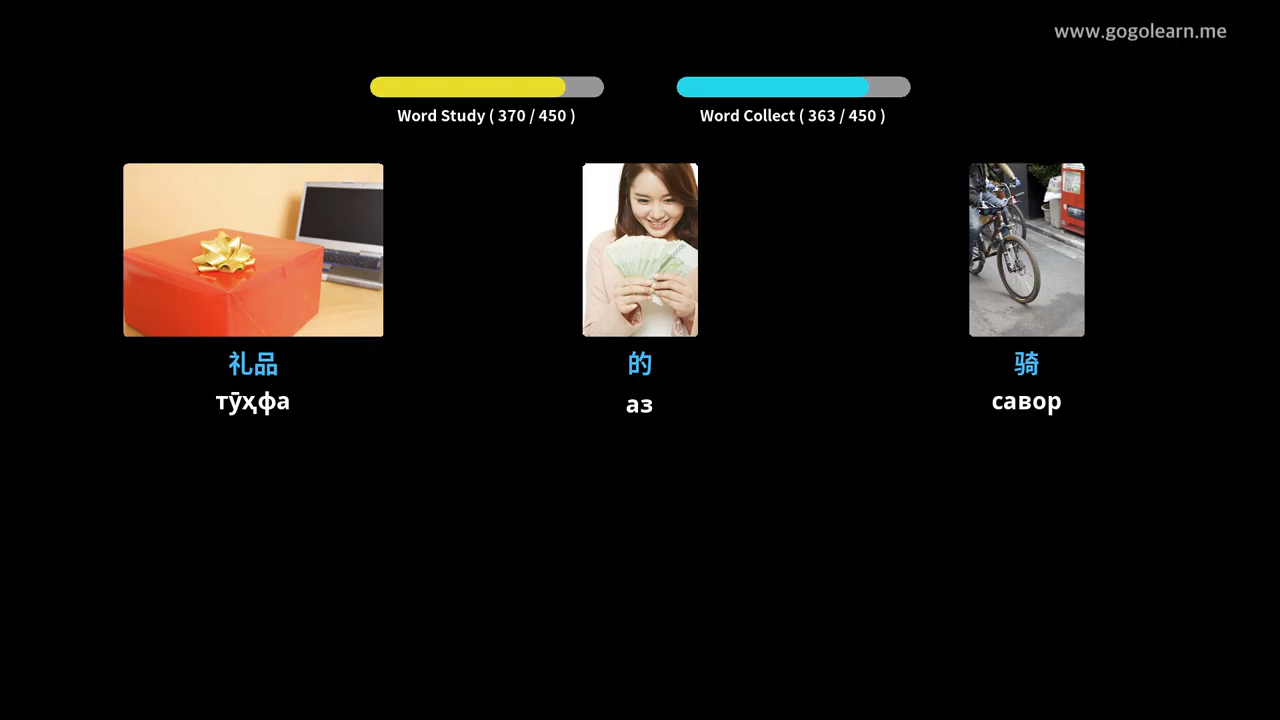 www.gogolearn.me
Word Study ( 370 / 450 )
Word Collect ( 363 / 450 )
礼品
тӯҳфа
的
аз
骑
савор